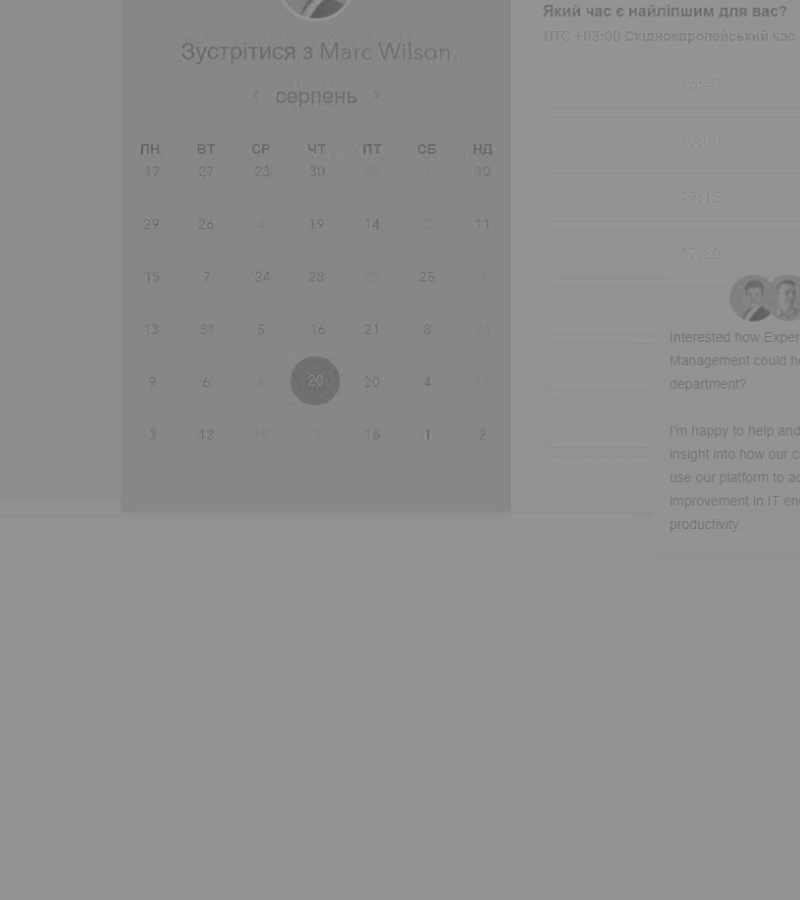 Зустрітися з Marc Wilson
серпень
ПН ВТ СР ЧТ ПТ СБ НД
17 27 23 30 1 10
29 26 4 19 14 2 11
15 7 24 28 25
13 31 5 16 21 8 24
9 6 6 20 20 4 14
3 12 19 3 16 1 2
Який час є найліпшим для вас?
UTC +03:00 Східноєвропейський час
16:45
17:00
17:15
17:30
Interested how Exper
Management could he
department?
I'm happy to help and
insight into how our c
use our platform to ac
improvement in IT en
productivity.